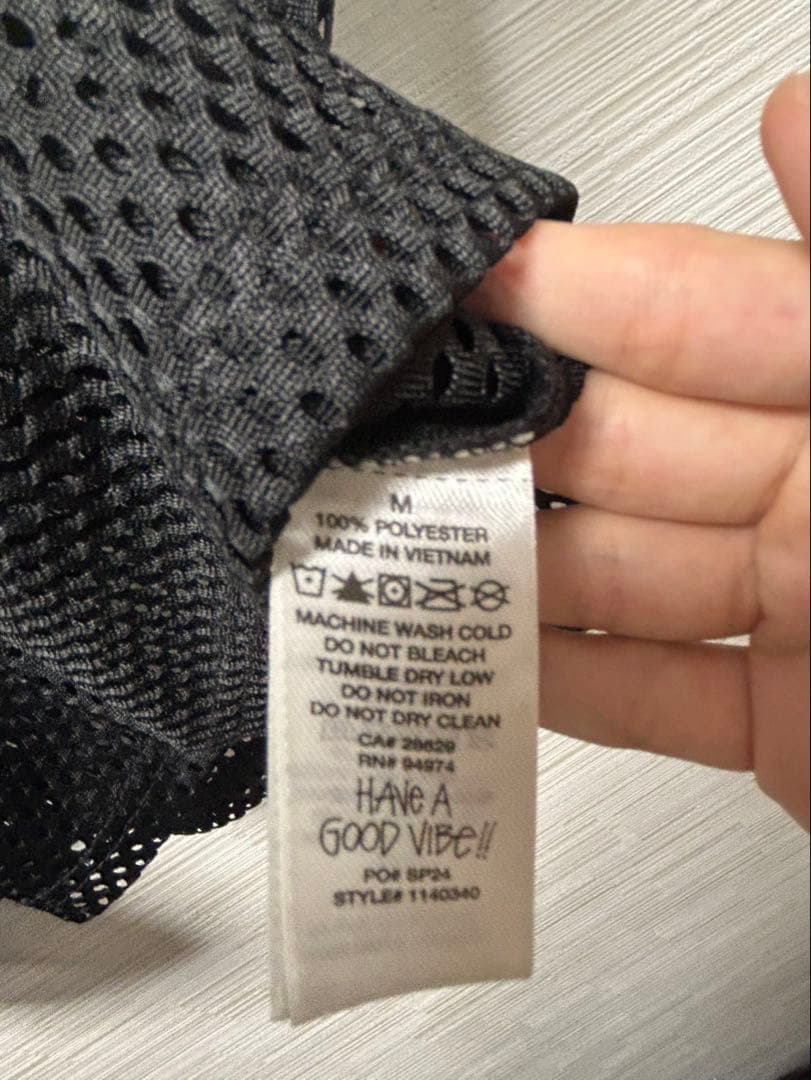 M
100% POLYESTER
MADE IN VIETNAM
MACHINE WASH COLD
DO NOT BLEACH
TUMBLE DRY LOW
DO NOT IRON
DO NOT DRY CLEAN
CA# 29629
RN# 94974
HAVE A
GOOD VIBE!!
PO# SP24
STYLE# 1140340